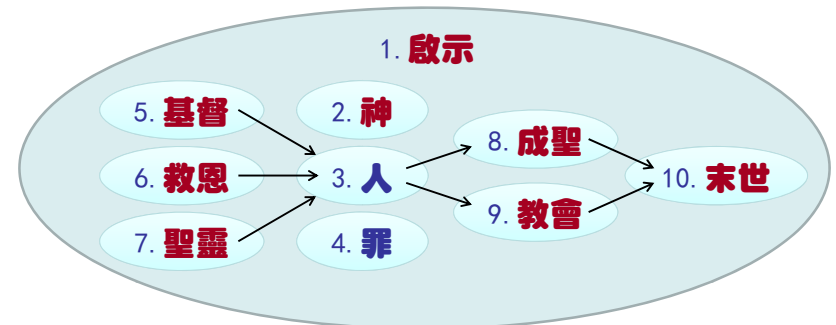 1. 啟示
5. 基督
2. 神
8. 成聖
6. 救恩
3. 人
10. 末世
9. 教會
7. 聖靈
4. 罪